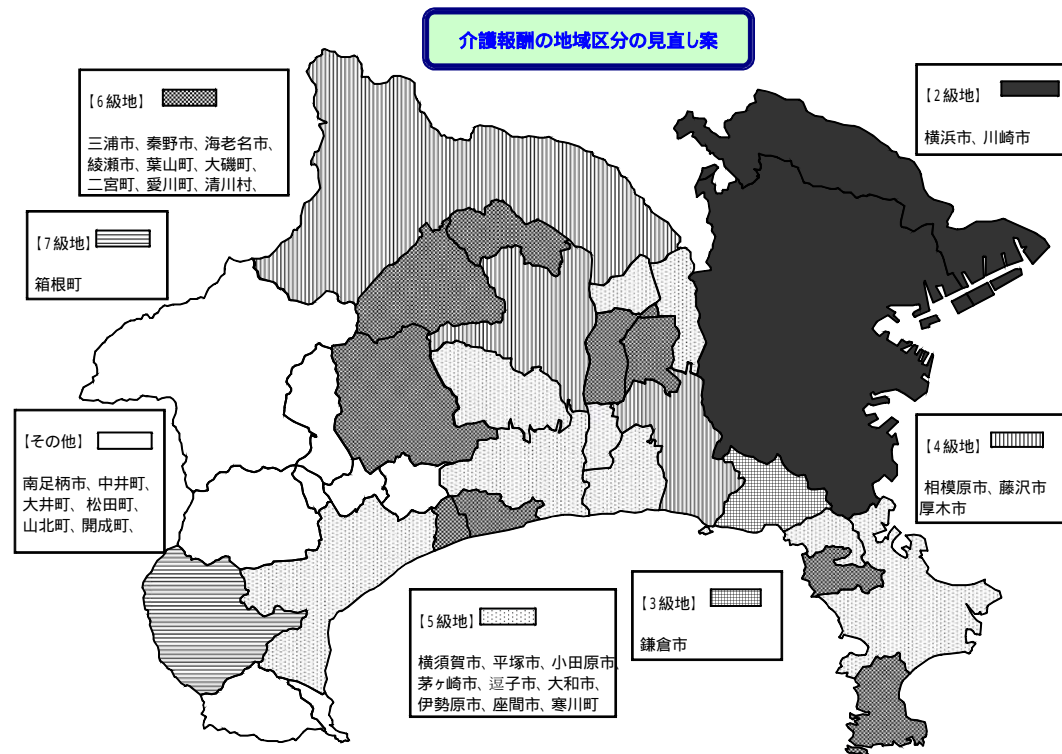 介護報酬の地域区分の見直し案
【6級地】
三浦市、秦野市、海老名市、
綾瀬市、葉山町、大磯町、
二宮町、愛川町、清川村、
【2級地】
横浜市、川崎市
【7級地】
箱根町
【その他】
南足柄市、中井町、
大井町、松田町、
山北町、開成町、
【4級地】
相模原市、藤沢市
厚木市
【5級地】
横須賀市、平塚市、小田原市
茅ヶ崎市、逗子市、大和市、
伊勢原市、座間市、寒川町
【3級地】
鎌倉市